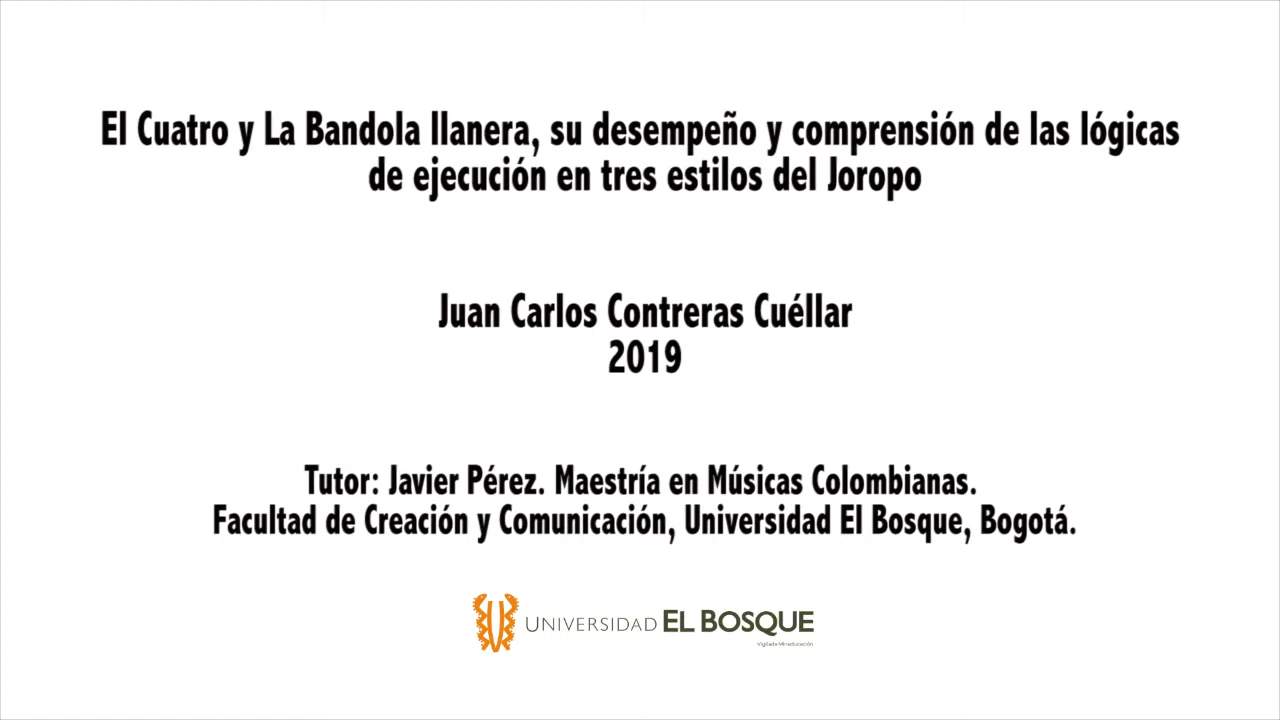 El Cuatro y La Bandola llanera, su desempeño y comprensión de las lógicas
de ejecución en tres estilos del Joropo
Juan Carlos Contreras Cuéllar
2019
Tutor: Javier Pérez. Maestría en Músicas Colombianas.
Facultad de Creación y Comunicación, Universidad El Bosque, Bogotá.
UNIVERSIDAD EL BOSQUE
Vigilada Mineducación